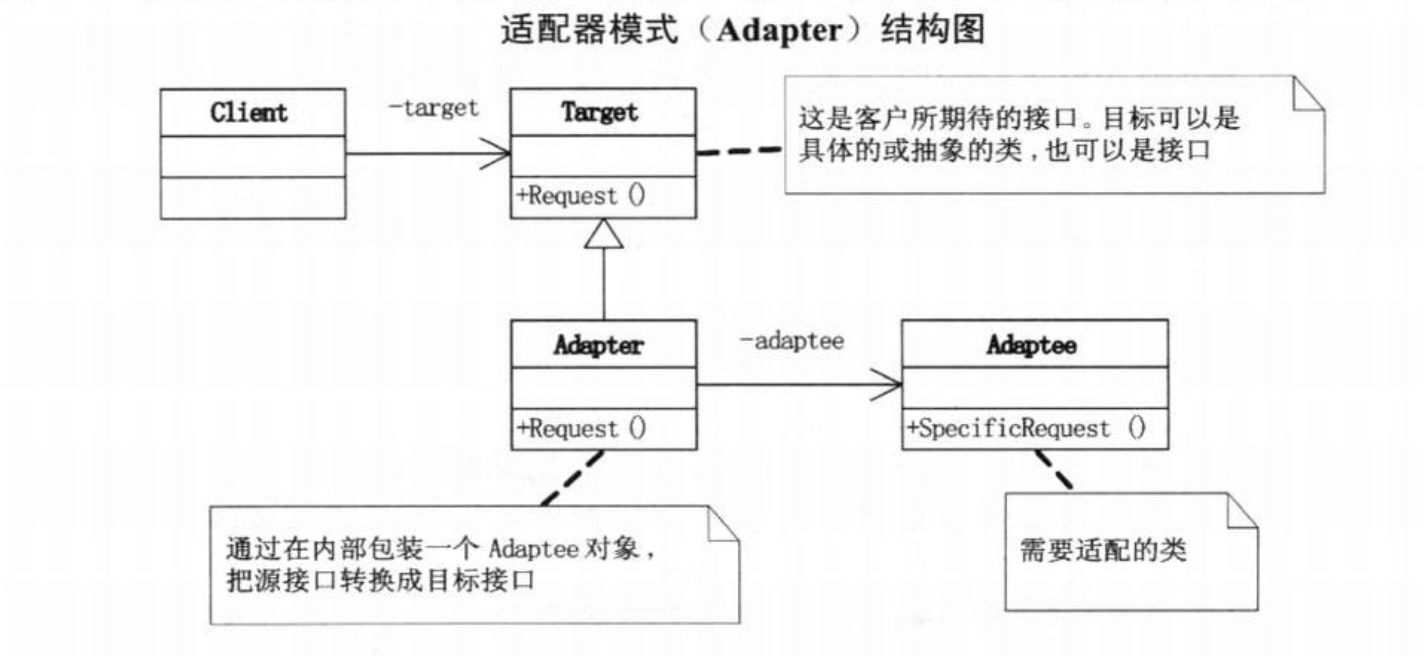 适配器模式（Adapter）结构图
Client
-target
Target
+Request()
这是客户所期待的接口。目标可以是
具体的或抽象的类,也可以是接口
Adapter
+Request()
-adaptee
Adaptee
+SpecificRequest ()
通过在内部包装一个 Adaptee 对象,
把源接口转换成目标接口
需要适配的类